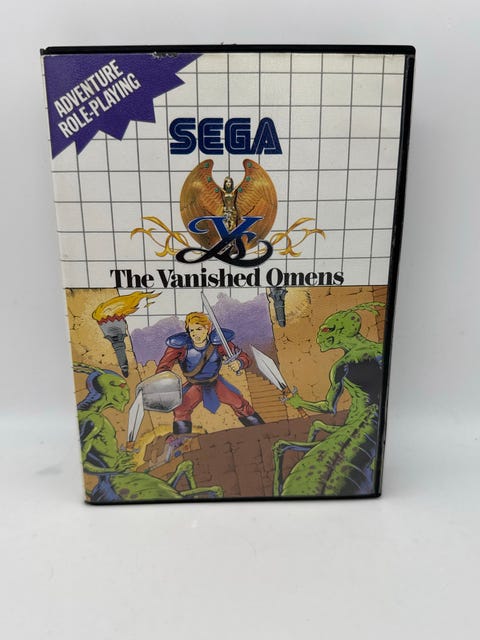 ADVENTURE
ROLE-PLAYING
SEGA
Ys
The Vanished Omens